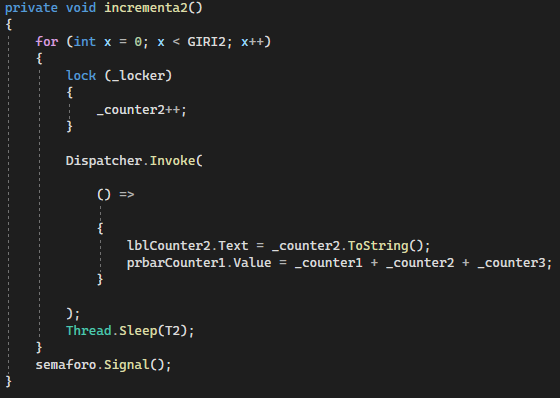 private void incrementa2()
{
for (int x = 0; x < GIRI2; x++)
{
lock (_locker)
{
_counter2++;
}
Dispatcher.Invoke(
() =>
{
lblCounter2.Text = _counter2.ToString();
prbarCounter1.Value = _counter1 + _counter2 + _counter3;
}
);
Thread.Sleep(T2);
}
semaforo.Signal();
}